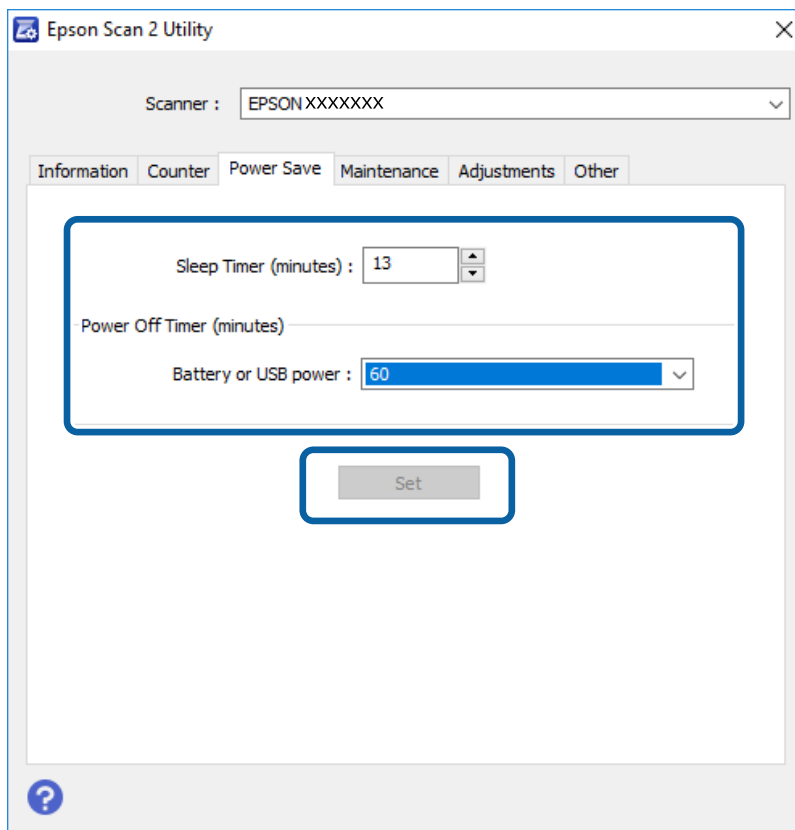 Epson Scan 2 Utility
Scanner : EPSON XXXXXXX
Information Counter Power Save Maintenance Adjustments Other
Sleep Timer (minutes) : 13
Power Off Timer (minutes)
Battery or USB power : 60
Set
?